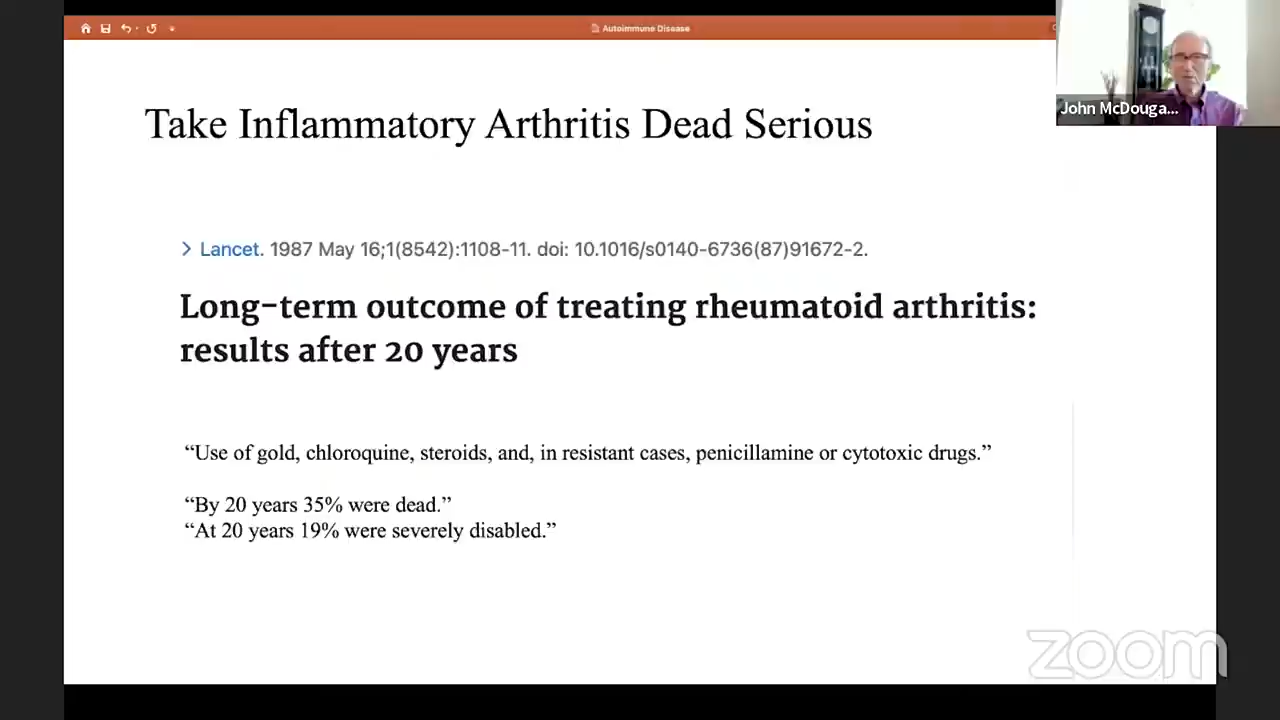 Autoimmune Disease
John McDouga...
Take Inflammatory Arthritis Dead Serious
> Lancet. 1987 May 16;1(8542):1108-11. doi: 10.1016/s0140-6736(87)91672-2.
Long-term outcome of treating rheumatoid arthritis:
results after 20 years
“Use of gold, chloroquine, steroids, and, in resistant cases, penicillamine or cytotoxic drugs.”
“By 20 years 35% were dead.”
“At 20 years 19% were severely disabled.”
zoom